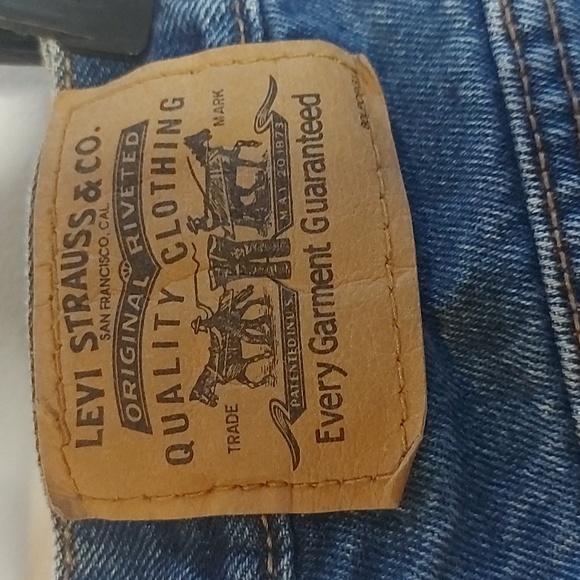 LEVI STRAUSS & CO.
SAN FRANCISCO, CAL.
ORIGINAL RIVETED
QUALITY CLOTHING
TRADE MARK
PATENTED IN U.S. MAY 20 1873
Every Garment Guaranteed